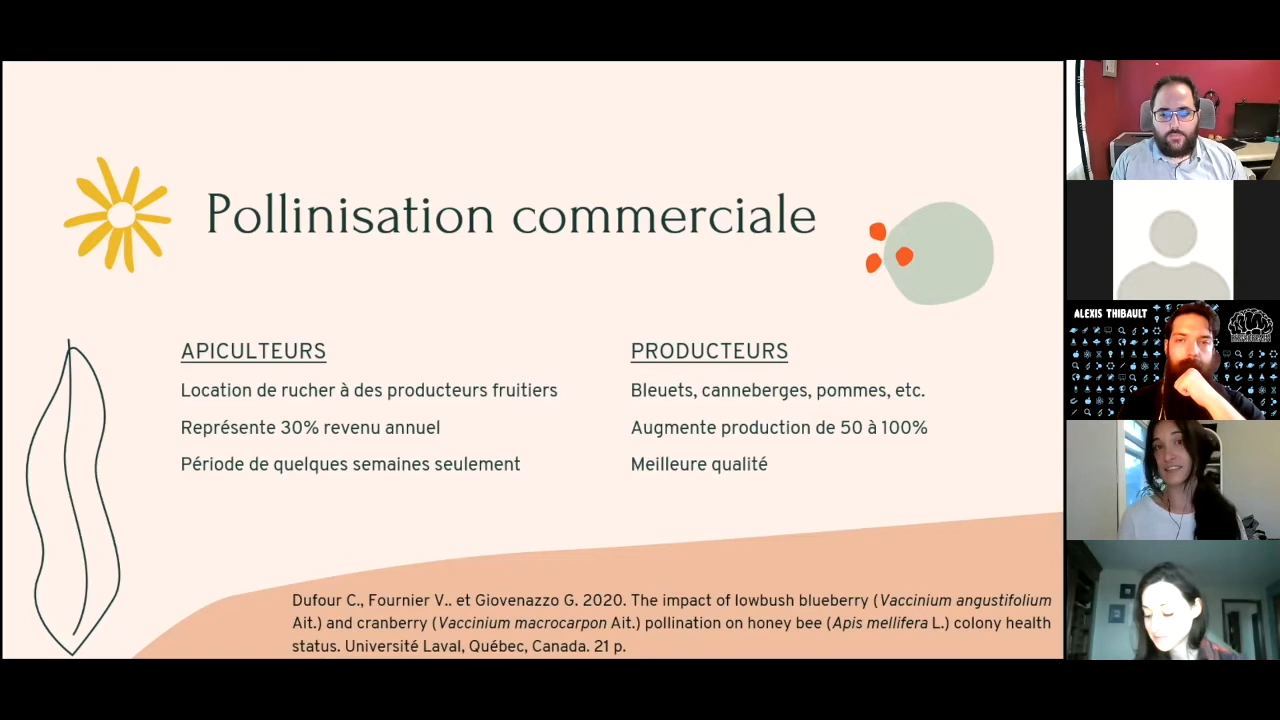 Pollinisation commerciale
APICULTEURS
Location de rucher à des producteurs fruitiers
Représente 30% revenu annuel
Période de quelques semaines seulement
PRODUCTEURS
Bleuets, canneberges, pommes, etc.
Augmente production de 50 à 100%
Meilleure qualité
Dufour C., Fournier V.. et Giovenazzo G. 2020. The impact of lowbush blueberry (Vaccinium angustifolium
Ait.) and cranberry (Vaccinium macrocarpon Ait.) pollination on honey bee (Apis mellifera L.) colony health
status. Université Laval, Québec, Canada. 21 p.
ALEXIS THIBAULT